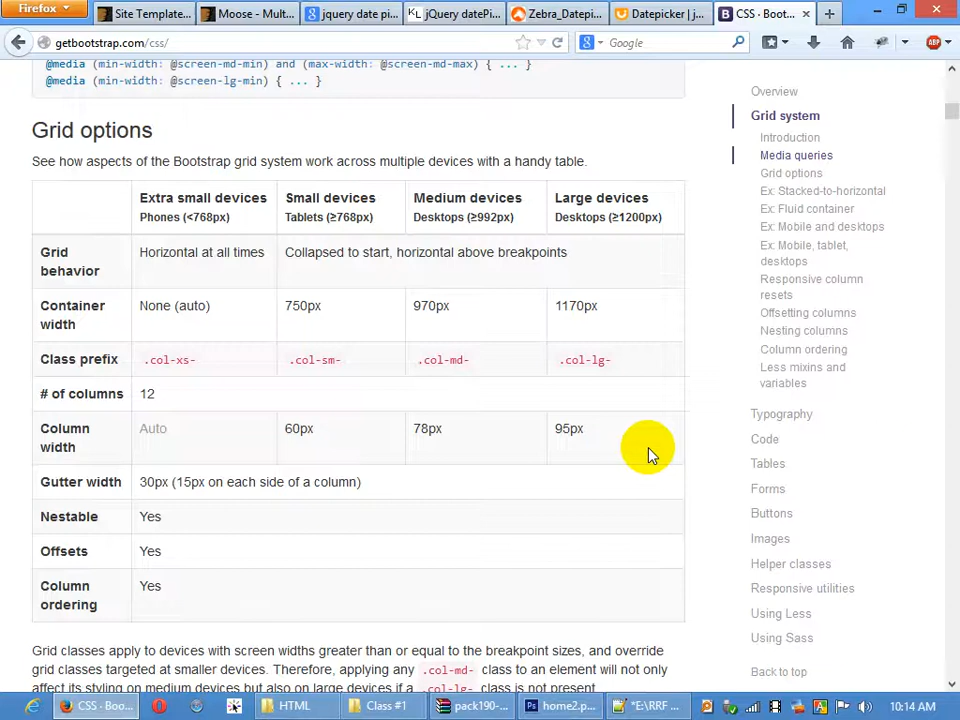 Firefox
Site Template...
Moose - Mult...
jquery date pi...
jQuery datePi...
Zebra_Datepi...
Datepicker | j...
CSS · Boot...
getbootstrap.com/css/
Google
ABP
@media (min-width: @screen-md-min) and (max-width: @screen-md-max) { ... }
@media (min-width: @screen-lg-min) { ... }
Grid options
See how aspects of the Bootstrap grid system work across multiple devices with a handy table.
Extra small devices Small devices Medium devices Large devices
Phones (<768px) Tablets (≥768px) Desktops (≥992px) Desktops (≥1200px)
Grid behavior Horizontal at all times Collapsed to start, horizontal above breakpoints
Container width None (auto) 750px 970px 1170px
Class prefix .col-xs- .col-sm- .col-md- .col-lg-
# of columns 12
Column width Auto 60px 78px 95px
Gutter width 30px (15px on each side of a column)
Nestable Yes
Offsets Yes
Column ordering Yes
Grid classes apply to devices with screen widths greater than or equal to the breakpoint sizes, and override
grid classes targeted at smaller devices. Therefore, applying any .col-md- class to an element will not only
affect its styling on medium devices but also on large devices if a .col-lg- class is not present.
Overview
Grid system
Introduction
Media queries
Grid options
Ex: Stacked-to-horizontal
Ex: Fluid container
Ex: Mobile and desktops
Ex: Mobile, tablet,
desktops
Responsive column
resets
Offsetting columns
Nesting columns
Column ordering
Less mixins and
variables
Typography
Code
Tables
Forms
Buttons
Images
Helper classes
Responsive utilities
Using Less
Using Sass
Back to top
CSS · Boo...
HTML
Class #1
pack190-...
home2.p...
*E:\RRF ...
10:14 AM